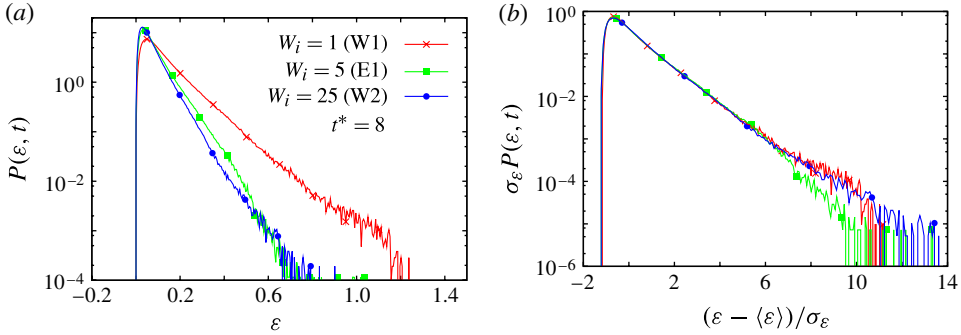 (a)
W_i = 1 (W1)
W_i = 5 (E1)
W_i = 25 (W2)
t* = 8
P(ε, t)
10^0
10^−2
10^−4
−0.2 0.2 0.6 1.0 1.4
ε
(b)
σ_ε P(ε, t)
10^0
10^−2
10^−4
10^−6
−2 2 6 10 14
(ε − ⟨ε⟩)/σ_ε